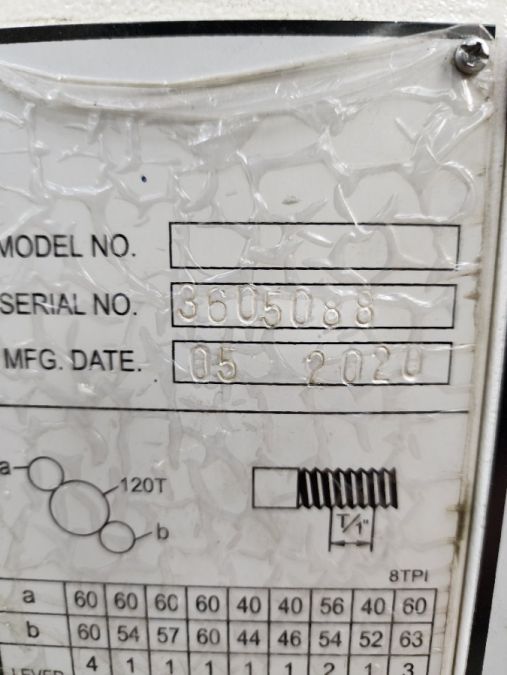 MODEL NO.
SERIAL NO. 3605088
MFG. DATE. 05 2020
a
120T
b
T/1"
8TPI
a 60 60 60 60 40 40 56 40 60
b 60 54 57 60 44 46 54 52 63
LEVER 4 1 1 1 1 1 2 1 3